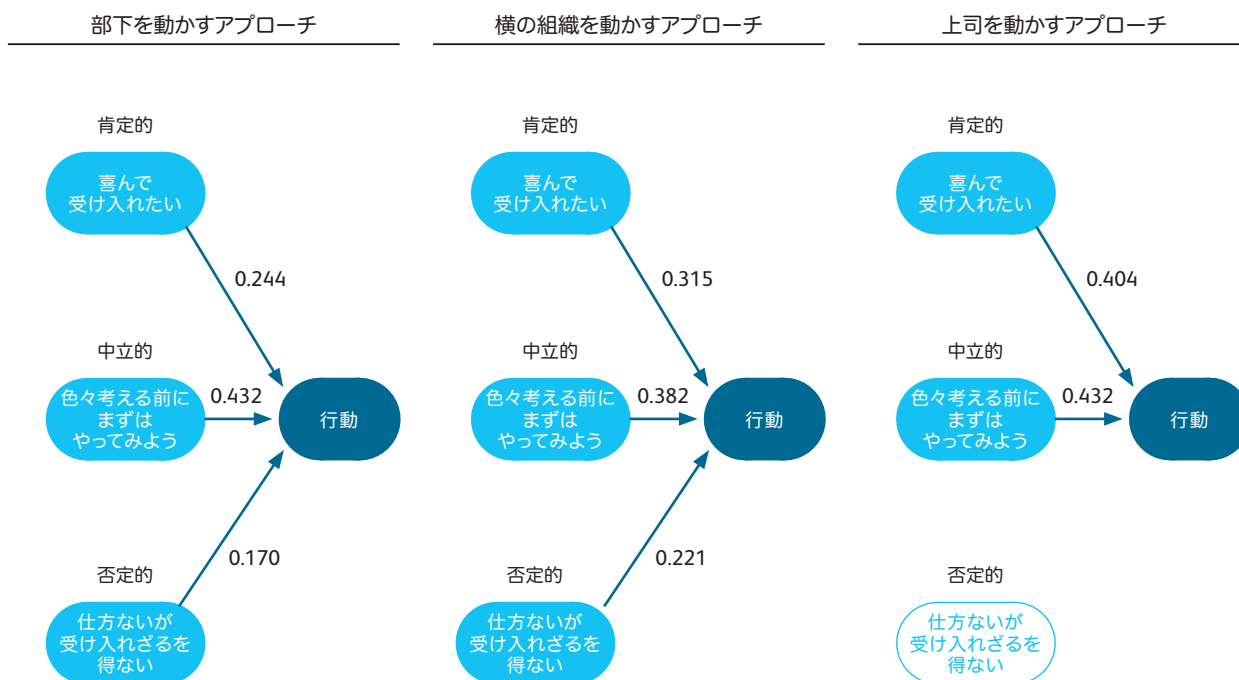 部下を動かすアプローチ
肯定的
喜んで
受け入れたい
0.244
中立的
色々考える前に
まずは
やってみよう
0.432
行動
0.170
否定的
仕方ないが
受け入れざるを
得ない
横の組織を動かすアプローチ
肯定的
喜んで
受け入れたい
0.315
中立的
色々考える前に
まずは
やってみよう
0.382
行動
0.221
否定的
仕方ないが
受け入れざるを
得ない
上司を動かすアプローチ
肯定的
喜んで
受け入れたい
0.404
中立的
色々考える前に
まずは
やってみよう
0.432
行動
否定的
仕方ないが
受け入れざるを
得ない